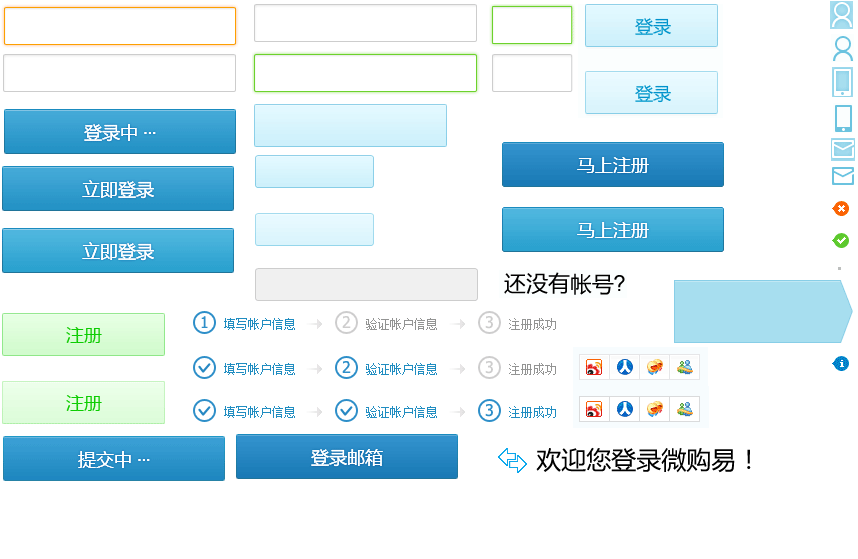 登录
登录
登录中 ···
马上注册
立即登录
马上注册
立即登录
还没有帐号?
注册
1 填写帐户信息 2 验证帐户信息 3 注册成功
填写帐户信息 2 验证帐户信息 3 注册成功
注册
填写帐户信息 验证帐户信息 3 注册成功
提交中 ···
登录邮箱
欢迎您登录微购易！